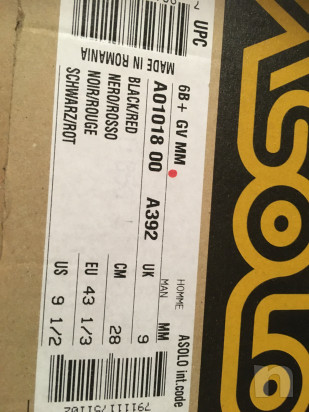 UPC
MADE IN ROMANIA
6B+ GV MM
A01018 00 A392
BLACK/RED
NERO/ROSSO
NOIR/ROUGE
SCHWARZ/ROT
HOMME
MAN MM
UK 9
CM 28
EU 43 1/3
US 9 1/2
ASOLO int.code